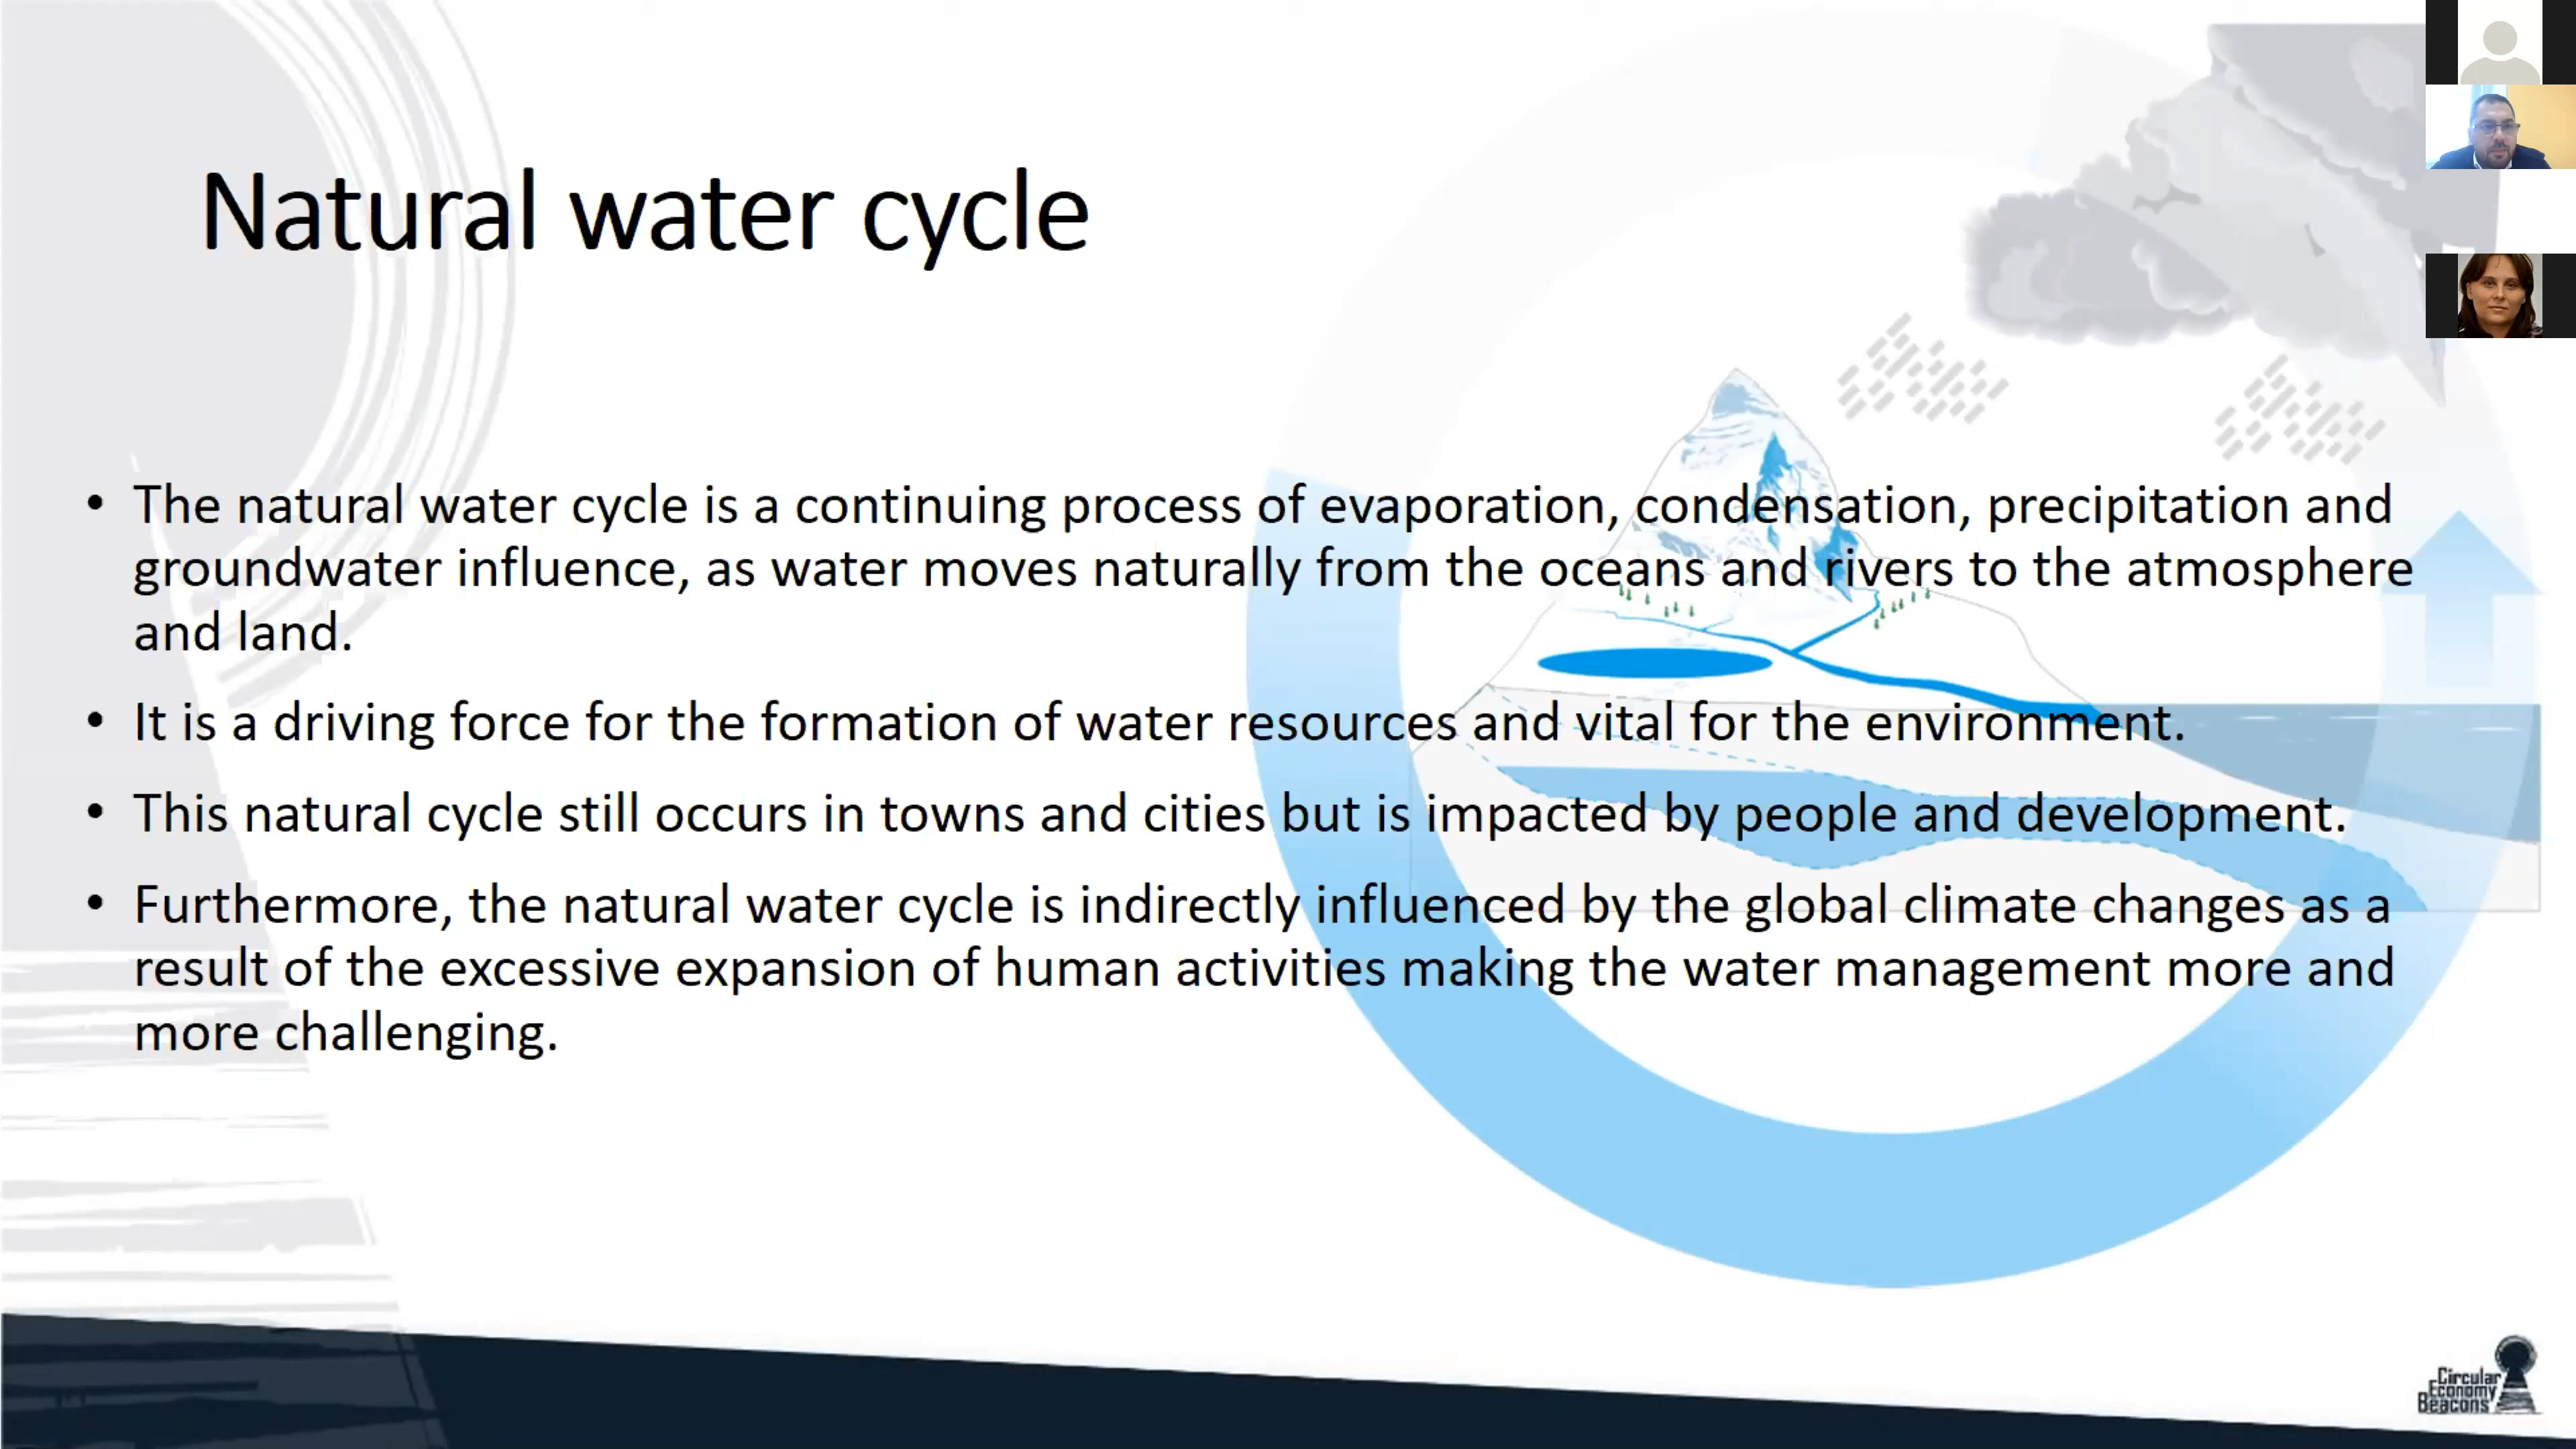 Natural water cycle
• The natural water cycle is a continuing process of evaporation, condensation, precipitation and
groundwater influence, as water moves naturally from the oceans and rivers to the atmosphere
and land.
• It is a driving force for the formation of water resources and vital for the environment.
• This natural cycle still occurs in towns and cities but is impacted by people and development.
• Furthermore, the natural water cycle is indirectly influenced by the global climate changes as a
result of the excessive expansion of human activities making the water management more and
more challenging.
Circular
Economy
Beacons